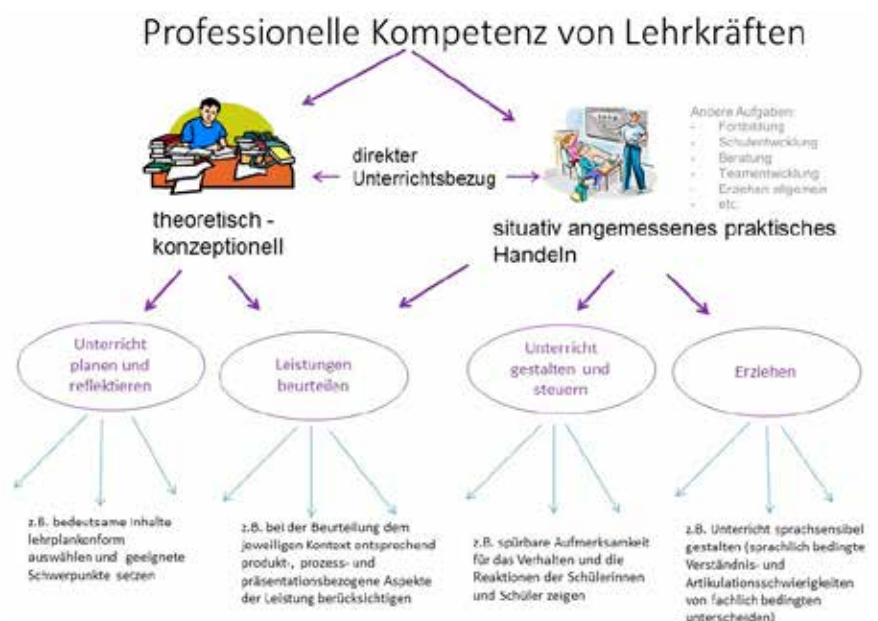 Professionelle Kompetenz von Lehrkräften
direkter
Unterrichtsbezug
Andere Aufgaben:
- Fortbildung
- Schulentwicklung
- Beratung
- Teamentwicklung
- Erziehen allgemein
- etc.
theoretisch -
konzeptionell
situativ angemessenes praktisches
Handeln
Unterricht
planen und
reflektieren
Leistungen
beurteilen
Unterricht
gestalten und
steuern
Erziehen
z.B. bedeutsame Inhalte
lehrplankonform
auswählen und geeignete
Schwerpunkte setzen
z.B. bei der Beurteilung dem
jeweiligen Kontext entsprechend
produkt-, prozess- und
präsentationsbezogene Aspekte
der Leistung berücksichtigen
z.B. spürbare Aufmerksamkeit
für das Verhalten und die
Reaktionen der Schülerinnen
und Schüler zeigen
z.B. Unterricht sprachsensibel
gestalten (sprachlich bedingte
Verständnis- und
Artikulationsschwierigkeiten
von fachlich bedingten
unterscheiden)